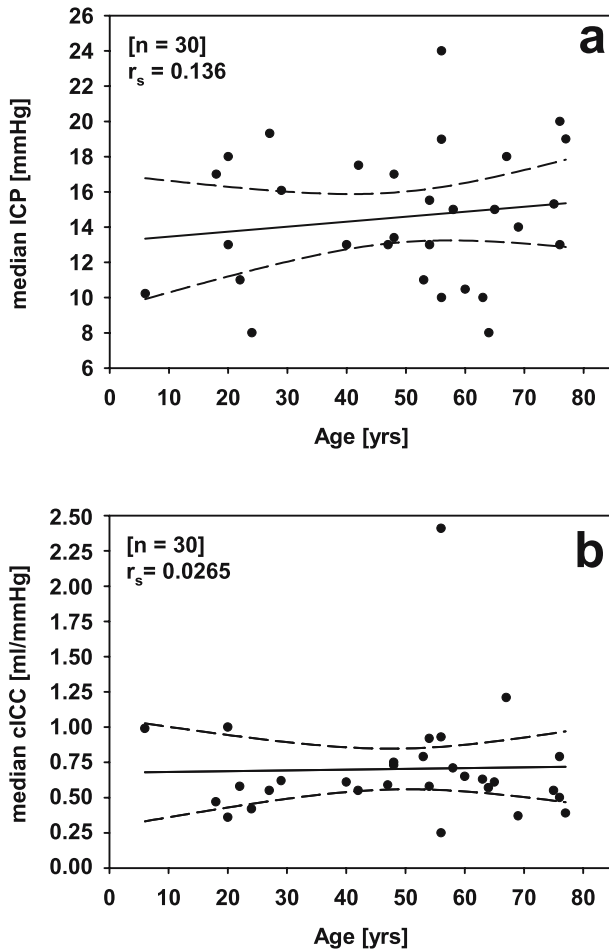 a
[n = 30]
rs = 0.136
median ICP [mmHg]
26
24
22
20
18
16
14
12
10
8
6
0 10 20 30 40 50 60 70 80
Age [yrs]
b
[n = 30]
rs= 0.0265
median cICC [ml/mmHg]
2.50
2.25
2.00
1.75
1.50
1.25
1.00
0.75
0.50
0.25
0.00
0 10 20 30 40 50 60 70 80
Age [yrs]